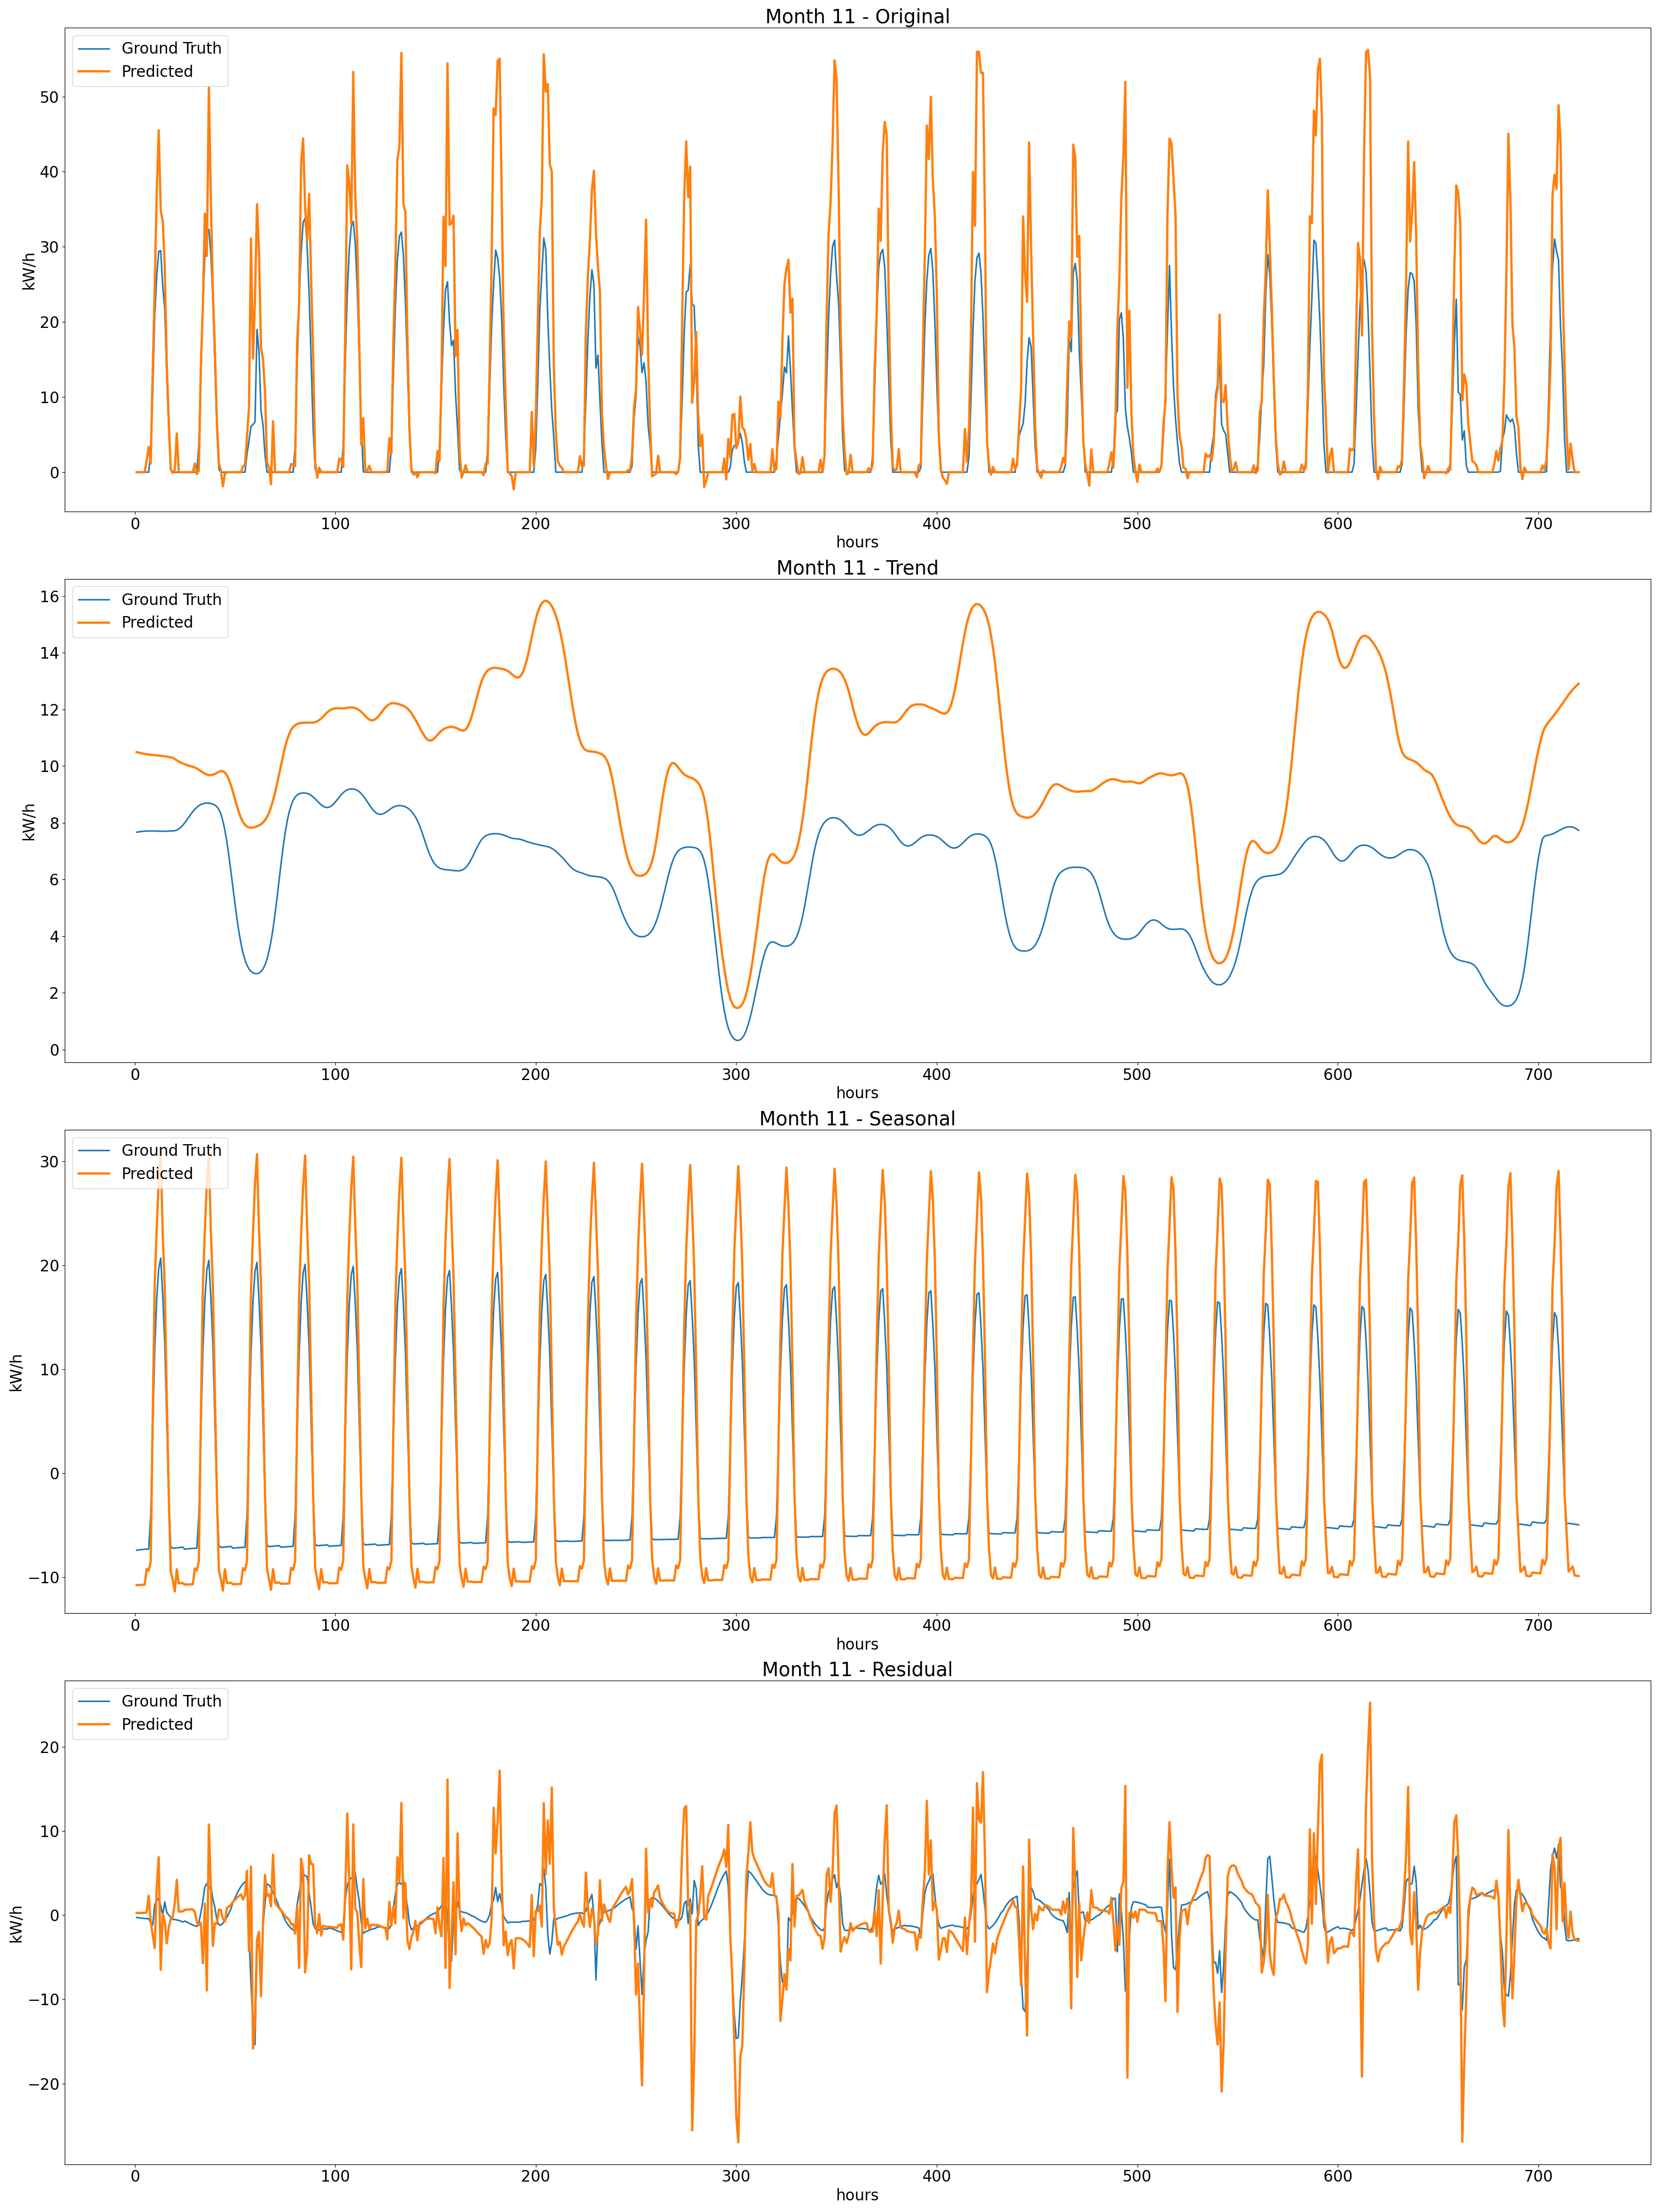 Month 11 - Original
Ground Truth
Predicted
kW/h
50
40
30
20
10
0
0 100 200 300 400 500 600 700
hours
Month 11 - Trend
Ground Truth
Predicted
kW/h
16
14
12
10
8
6
4
2
0
0 100 200 300 400 500 600 700
hours
Month 11 - Seasonal
Ground Truth
Predicted
kW/h
30
20
10
0
−10
0 100 200 300 400 500 600 700
hours
Month 11 - Residual
Ground Truth
Predicted
kW/h
20
10
0
−10
−20
0 100 200 300 400 500 600 700
hours